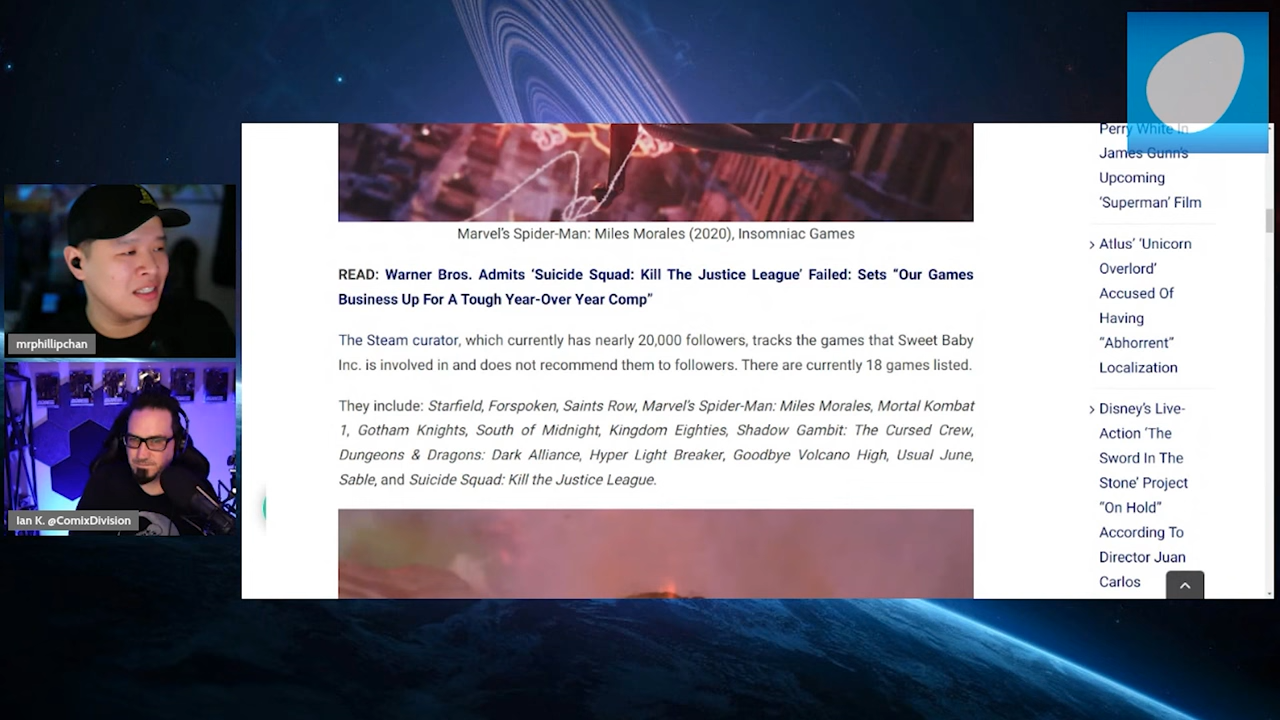 Marvel's Spider-Man: Miles Morales (2020), Insomniac Games
READ: Warner Bros. Admits ‘Suicide Squad: Kill The Justice League’ Failed: Sets “Our Games
Business Up For A Tough Year-Over Year Comp”
The Steam curator, which currently has nearly 20,000 followers, tracks the games that Sweet Baby
Inc. is involved in and does not recommend them to followers. There are currently 18 games listed.
They include: Starfield, Forspoken, Saints Row, Marvel’s Spider-Man: Miles Morales, Mortal Kombat
1, Gotham Knights, South of Midnight, Kingdom Eighties, Shadow Gambit: The Cursed Crew,
Dungeons & Dragons: Dark Alliance, Hyper Light Breaker, Goodbye Volcano High, Usual June,
Sable, and Suicide Squad: Kill the Justice League.
Perry White In
James Gunn’s
Upcoming
‘Superman’ Film
Atlus’ ‘Unicorn
Overlord’
Accused Of
Having
“Abhorrent”
Localization
Disney’s Live-
Action ‘The
Sword In The
Stone’ Project
“On Hold”
According To
Director Juan
Carlos
mrphillipchan
Ian K. @ComixDivision